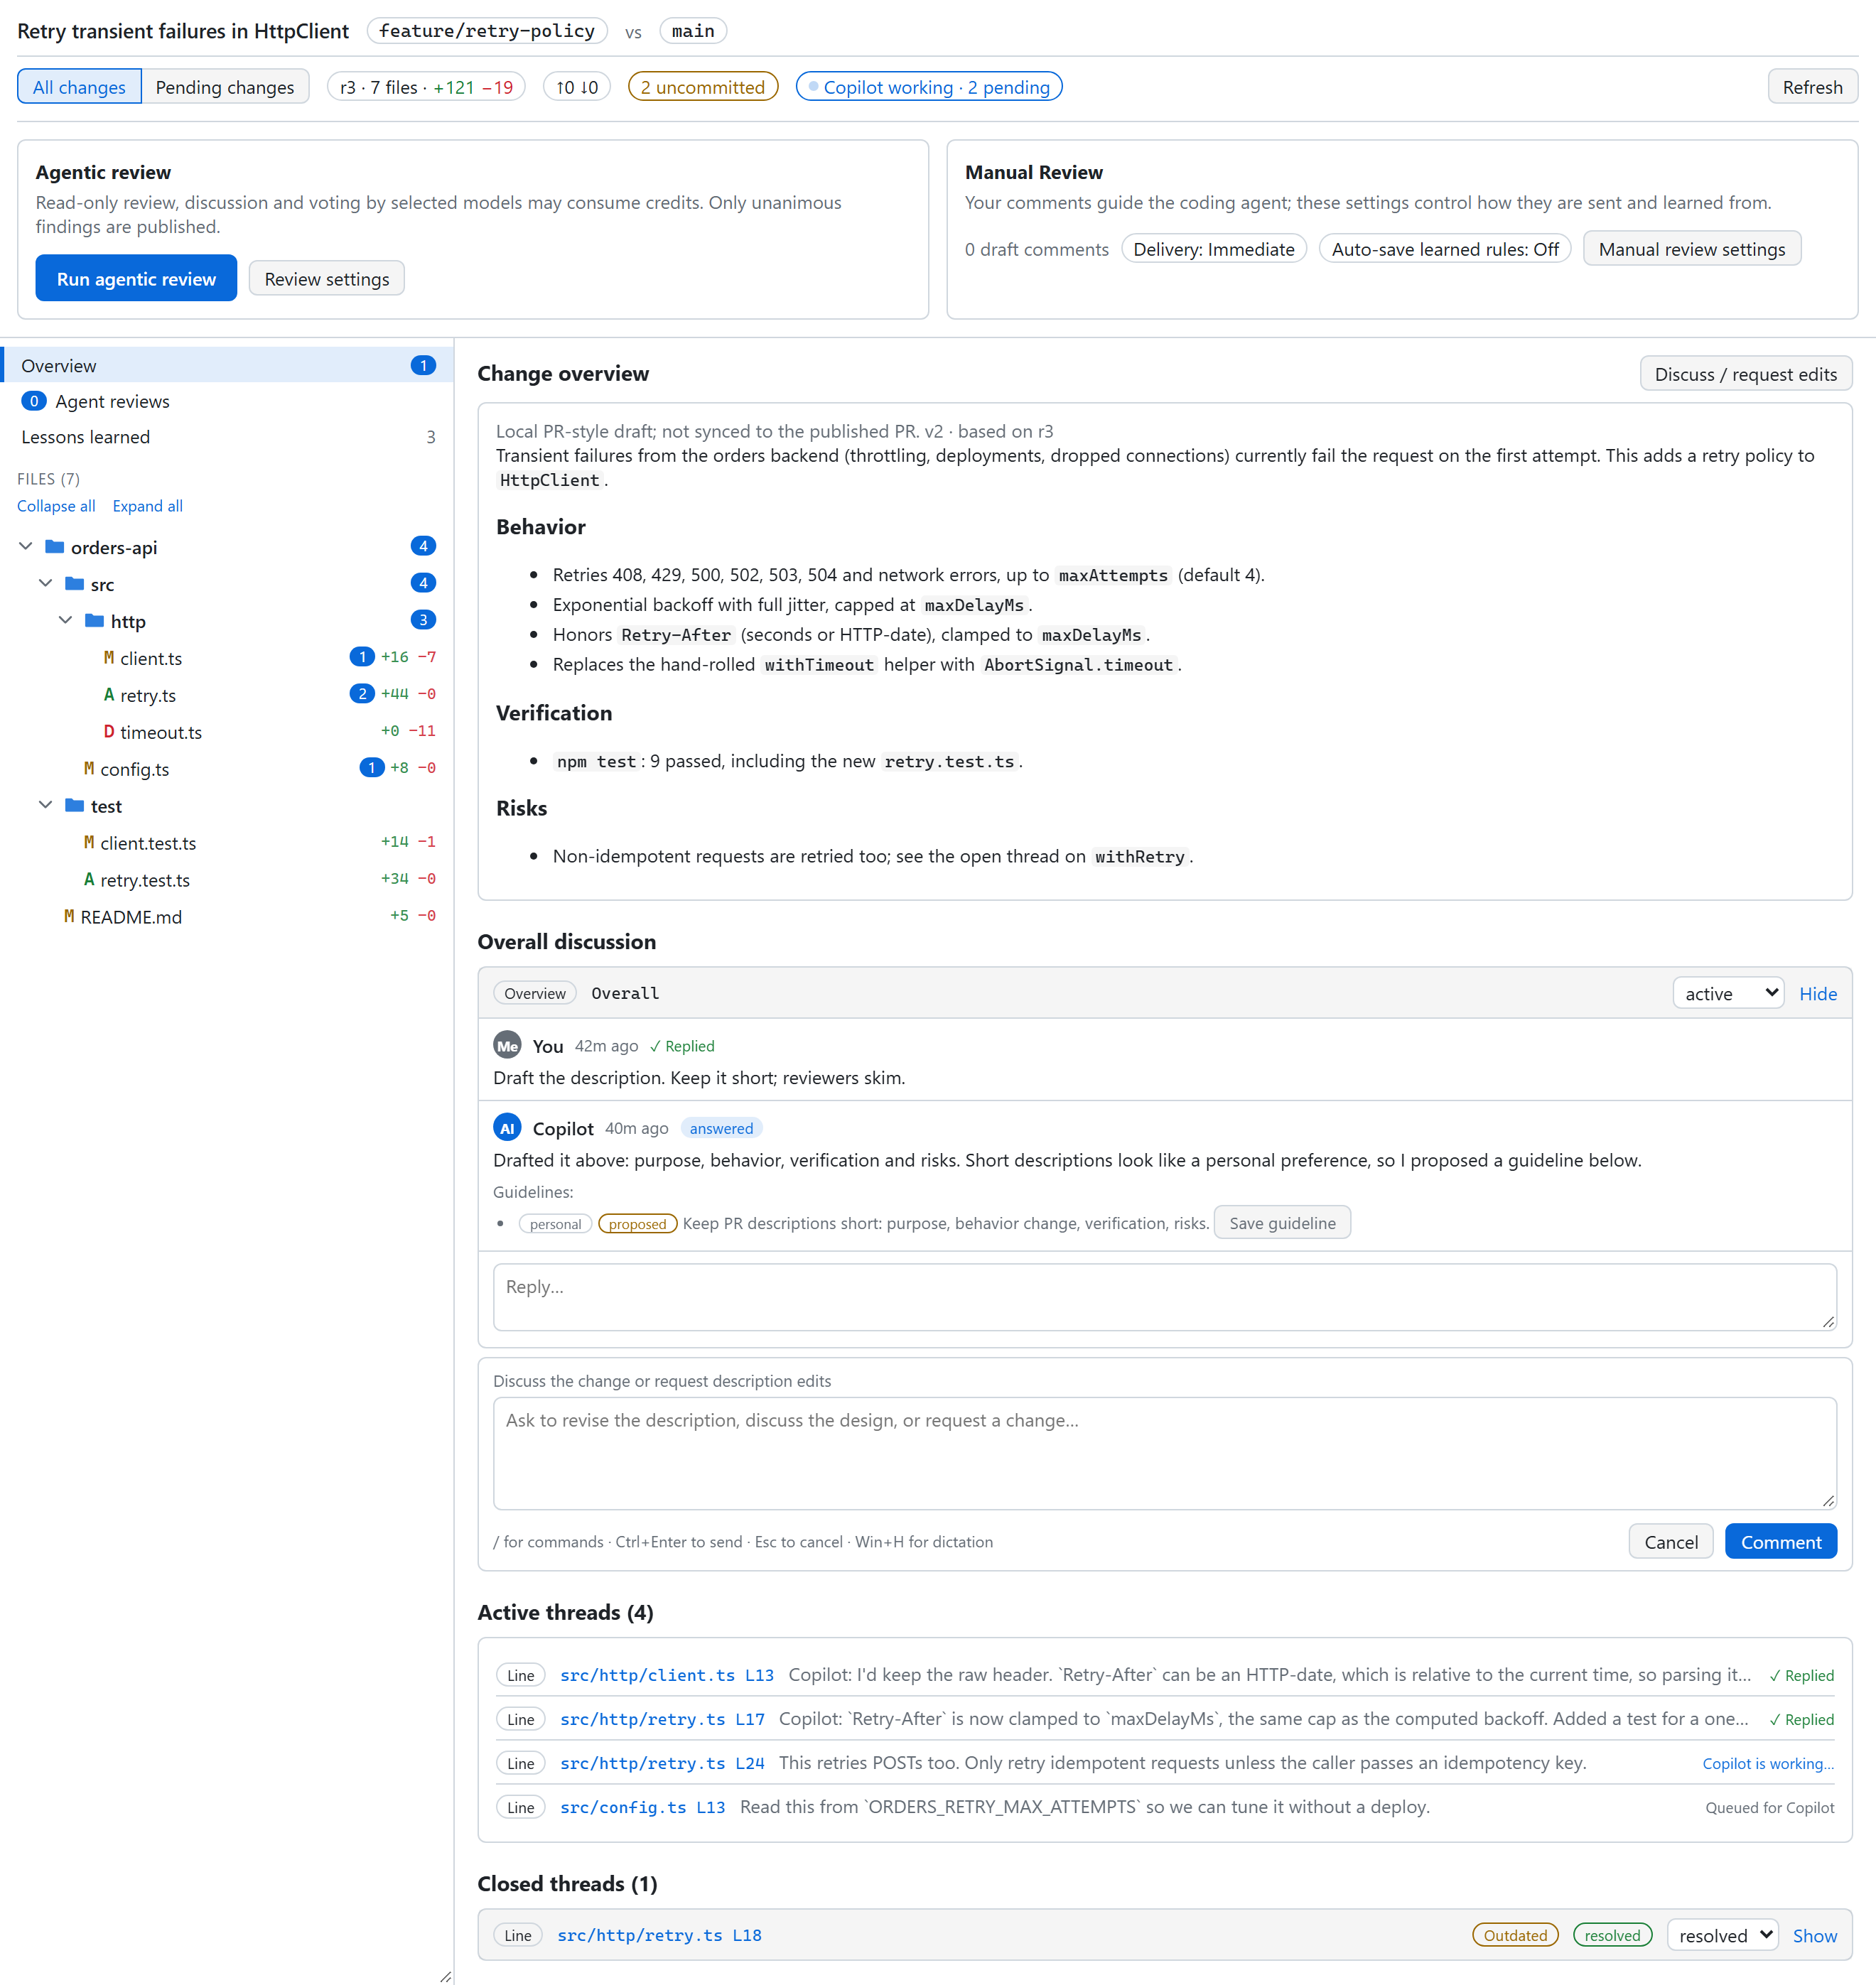 Retry transient failures in HttpClient feature/retry-policy vs main
All changes Pending changes r3 · 7 files · +121 −19 ↑0 ↓0 2 uncommitted Copilot working · 2 pending Refresh
Agentic review
Read-only review, discussion and voting by selected models may consume credits. Only unanimous
findings are published.
Run agentic review Review settings
Manual Review
Your comments guide the coding agent; these settings control how they are sent and learned from.
0 draft comments Delivery: Immediate Auto-save learned rules: Off Manual review settings
Overview 1
0 Agent reviews
Lessons learned 3
FILES (7)
Collapse all Expand all
orders-api 4
src 4
http 3
M client.ts 1 +16 −7
A retry.ts 2 +44 −0
D timeout.ts +0 −11
M config.ts 1 +8 −0
test
M client.test.ts +14 −1
A retry.test.ts +34 −0
M README.md +5 −0
Change overview Discuss / request edits
Local PR-style draft; not synced to the published PR. v2 · based on r3
Transient failures from the orders backend (throttling, deployments, dropped connections) currently fail the request on the first attempt. This adds a retry policy to
HttpClient.
Behavior
• Retries 408, 429, 500, 502, 503, 504 and network errors, up to maxAttempts (default 4).
• Exponential backoff with full jitter, capped at maxDelayMs.
• Honors Retry-After (seconds or HTTP-date), clamped to maxDelayMs.
• Replaces the hand-rolled withTimeout helper with AbortSignal.timeout.
Verification
• npm test: 9 passed, including the new retry.test.ts.
Risks
• Non-idempotent requests are retried too; see the open thread on withRetry.
Overall discussion
Overview Overall active Hide
Me You 42m ago ✓ Replied
Draft the description. Keep it short; reviewers skim.
AI Copilot 40m ago answered
Drafted it above: purpose, behavior, verification and risks. Short descriptions look like a personal preference, so I proposed a guideline below.
Guidelines:
• personal proposed Keep PR descriptions short: purpose, behavior change, verification, risks. Save guideline
Reply...
Discuss the change or request description edits
Ask to revise the description, discuss the design, or request a change...
/ for commands · Ctrl+Enter to send · Esc to cancel · Win+H for dictation Cancel Comment
Active threads (4)
Line src/http/client.ts L13 Copilot: I'd keep the raw header. `Retry-After` can be an HTTP-date, which is relative to the current time, so parsing it... ✓ Replied
Line src/http/retry.ts L17 Copilot: `Retry-After` is now clamped to `maxDelayMs`, the same cap as the computed backoff. Added a test for a one... ✓ Replied
Line src/http/retry.ts L24 This retries POSTs too. Only retry idempotent requests unless the caller passes an idempotency key. Copilot is working...
Line src/config.ts L13 Read this from `ORDERS_RETRY_MAX_ATTEMPTS` so we can tune it without a deploy. Queued for Copilot
Closed threads (1)
Line src/http/retry.ts L18 Outdated resolved resolved Show